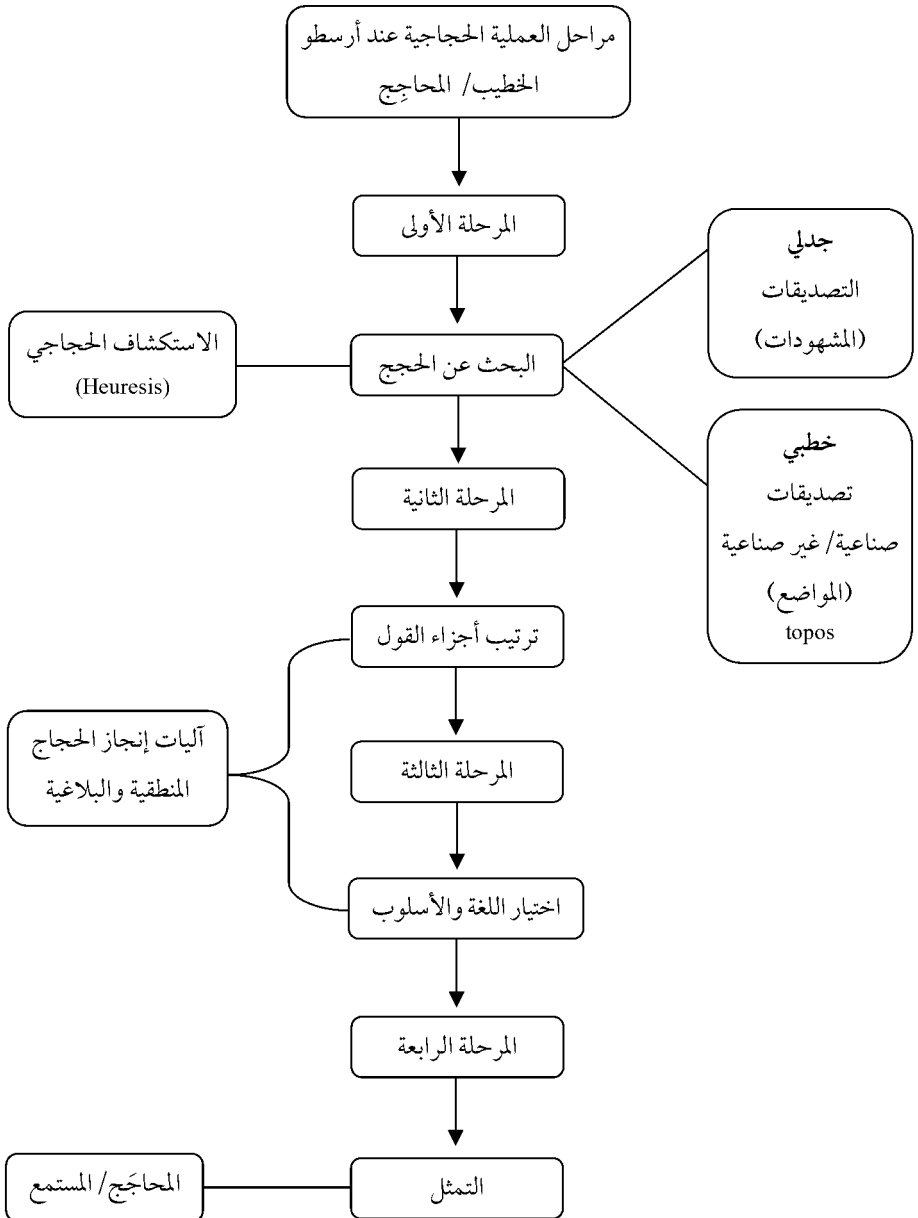 مراحل العملية الحجاجية عند أرسطو
الخطيب/ المحاجِج
المرحلة الأولى
جدلي
التصديقات
(المشهودات)
الاستكشاف الحجاجي
(Heuresis)
البحث عن الحجج
خطبي
تصديقات
صناعية/ غير صناعية
(المواضع)
topos
المرحلة الثانية
ترتيب أجزاء القول
آليات إنجاز الحجاج
المنطقية والبلاغية
المرحلة الثالثة
اختيار اللغة والأسلوب
المرحلة الرابعة
التمثل
المحاجَج/ المستمع